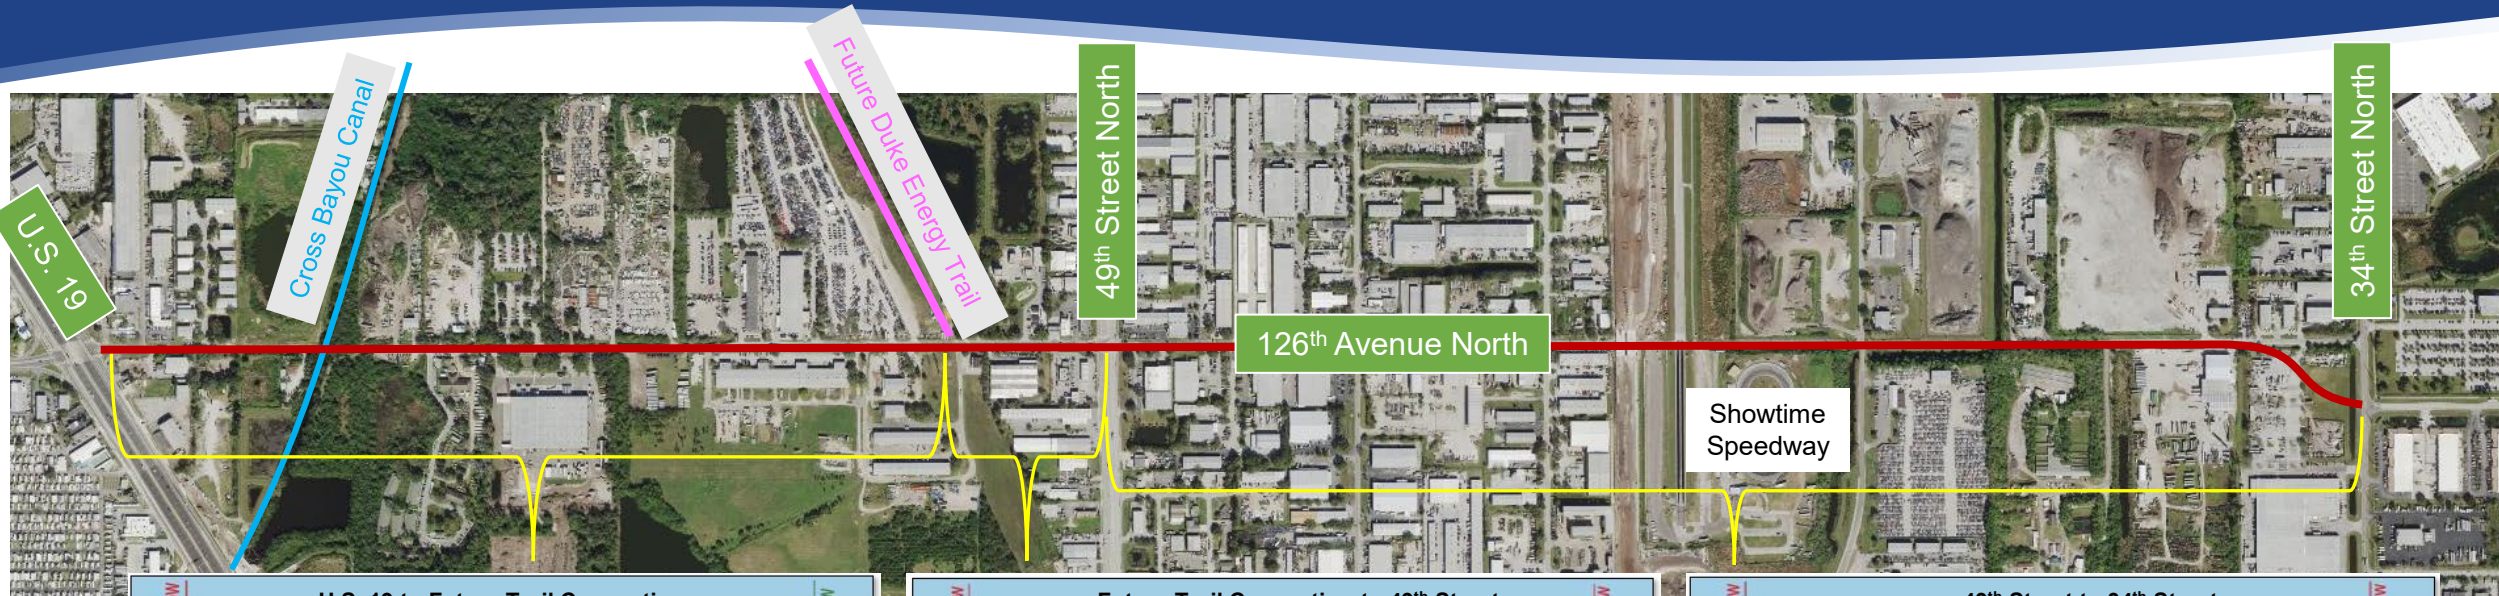 U.S. 19
Cross Bayou Canal
Future Duke Energy Trail
49th Street North
34th Street North
126th Avenue North
Showtime
Speedway